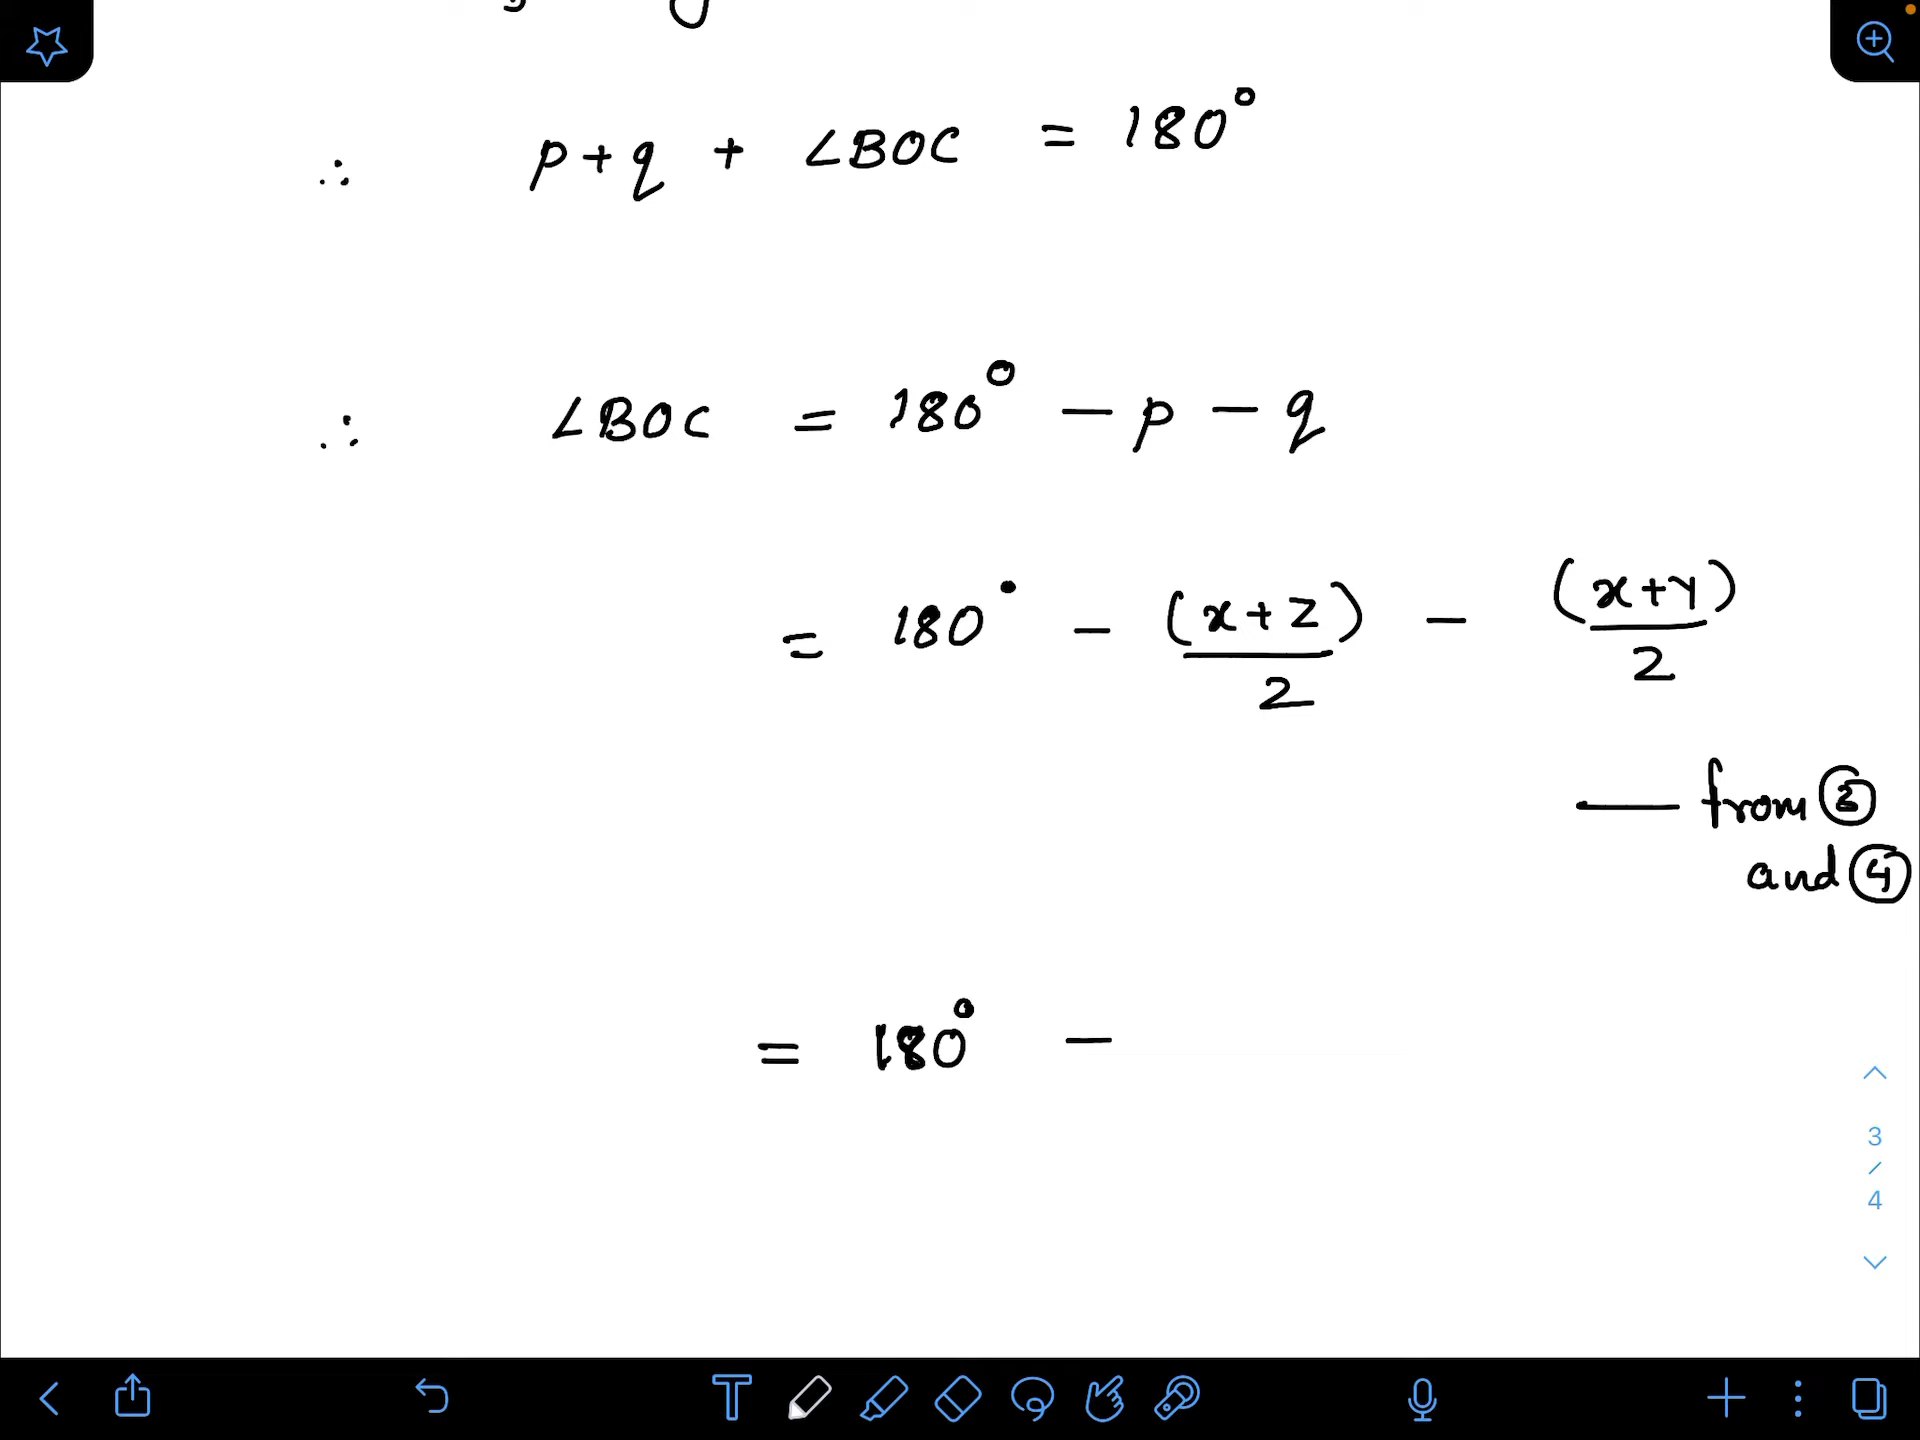 ∴ p + q + ∠BOC = 180°
∴ ∠BOC = 180° − p − q
= 180° − (x+z)/2 − (x+y)/2
— from ③
and ④
= 180° −
3
/
4
T